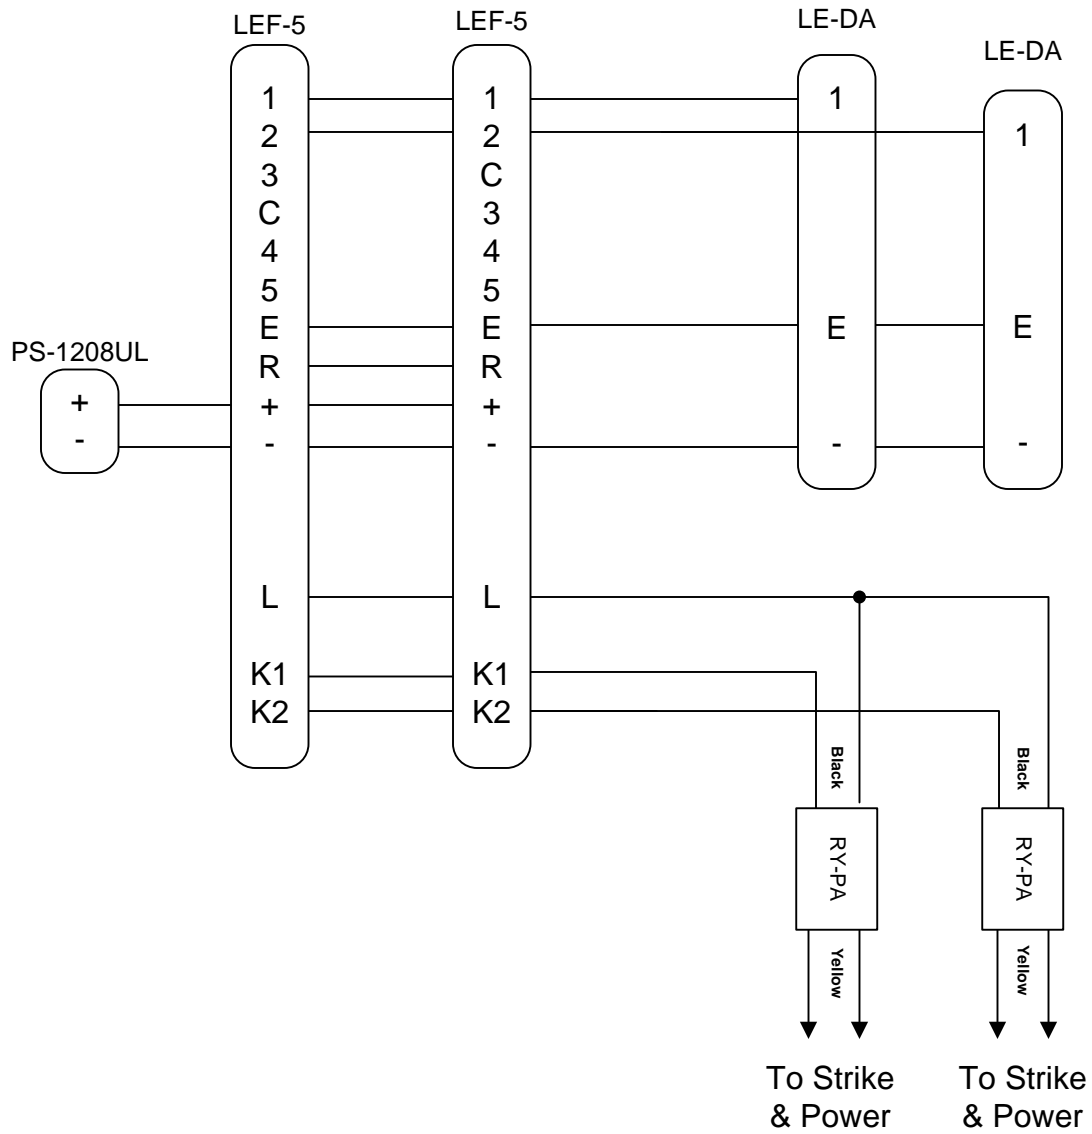 LEF-5
LEF-5
LE-DA
LE-DA
1
2
3
C
4
5
E
R
+
-
L
K1
K2
1
2
C
3
4
5
E
R
+
-
L
K1
K2
1
E
-
1
E
-
PS-1208UL
+
-
Black
Black
RY-PA
RY-PA
Yellow
Yellow
To Strike
& Power
To Strike
& Power